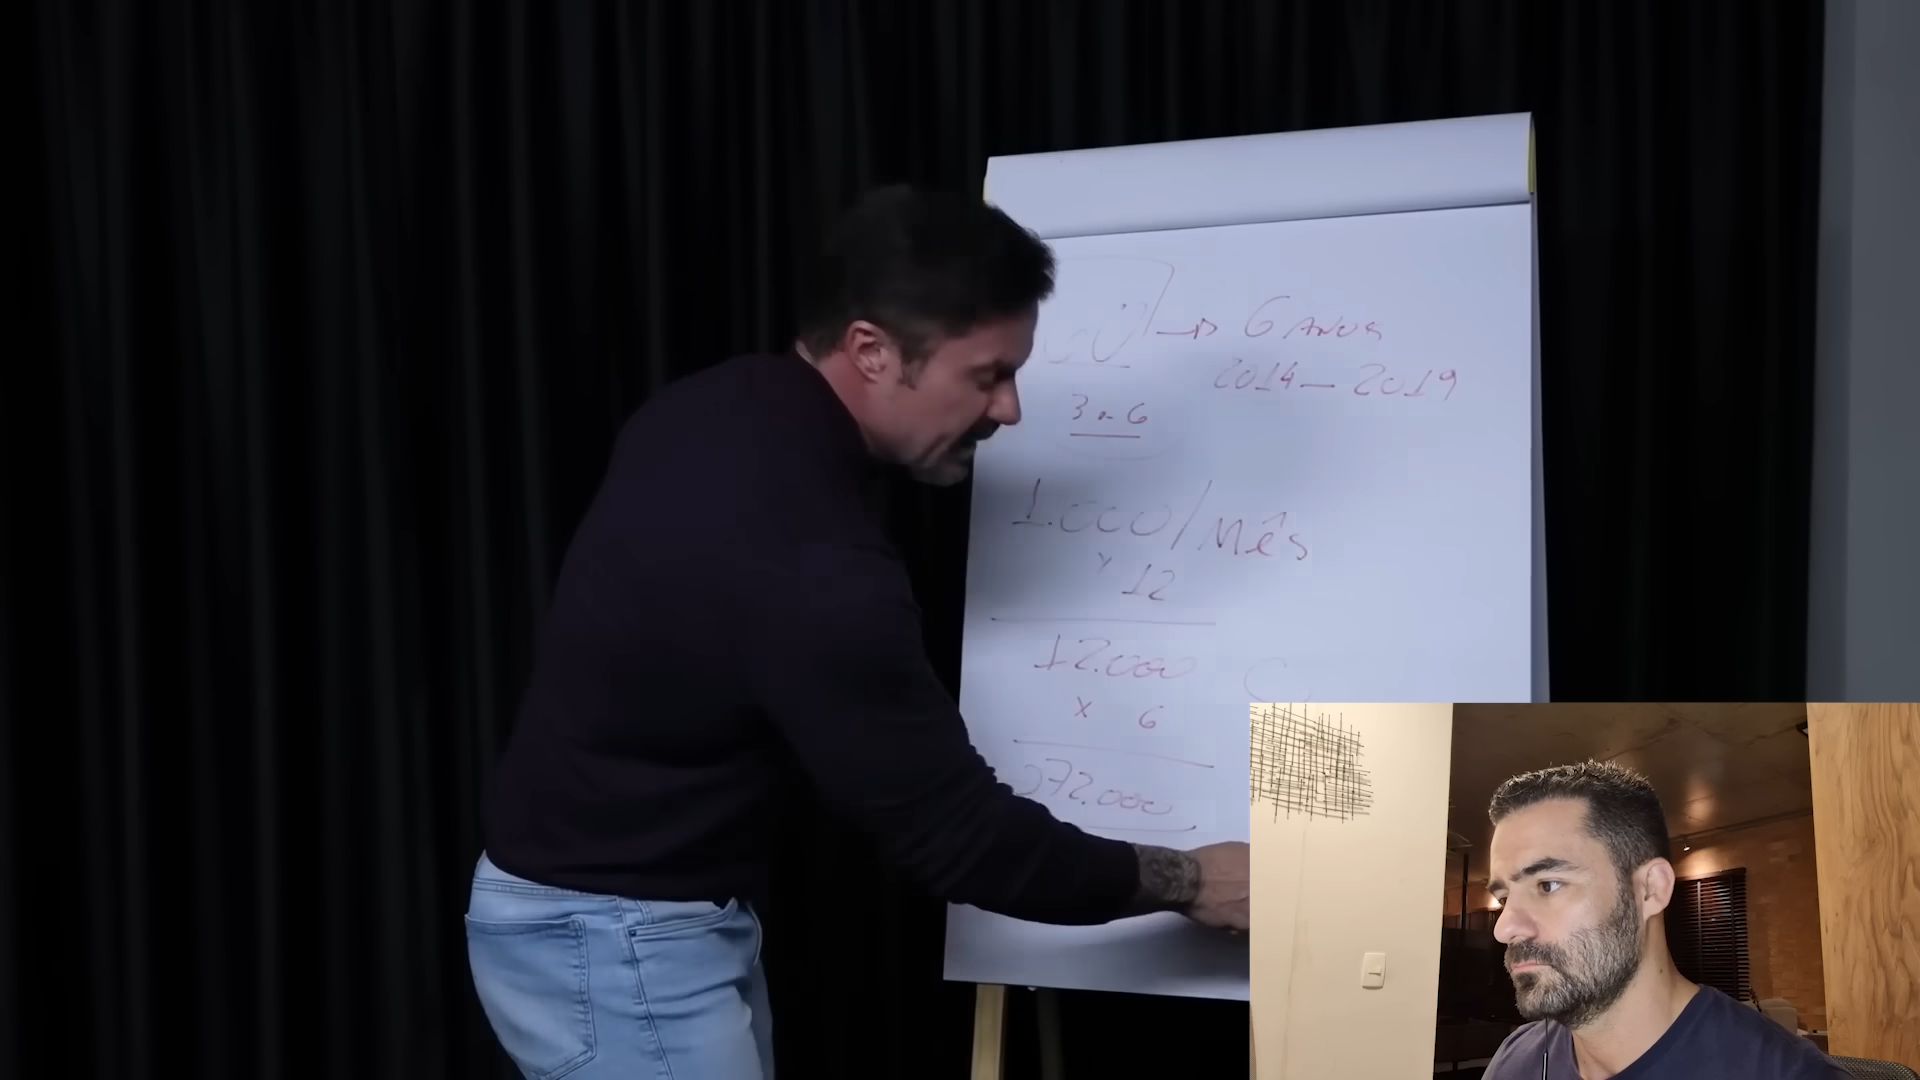 → 6 ANOS
2014 — 2019
3 a 6
1.000/MÊS
x 12
12.000
x 6
72.000